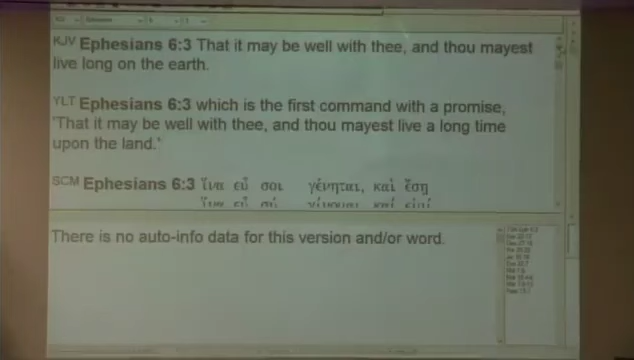 KJV Ephesians 6:3 That it may be well with thee, and thou mayest
live long on the earth.
YLT Ephesians 6:3 which is the first command with a promise,
'That it may be well with thee, and thou mayest live a long time
upon the land.'
SCM Ephesians 6:3 ἵνα εὖ σοι γένηται, καὶ ἔσῃ
There is no auto-info data for this version and/or word.